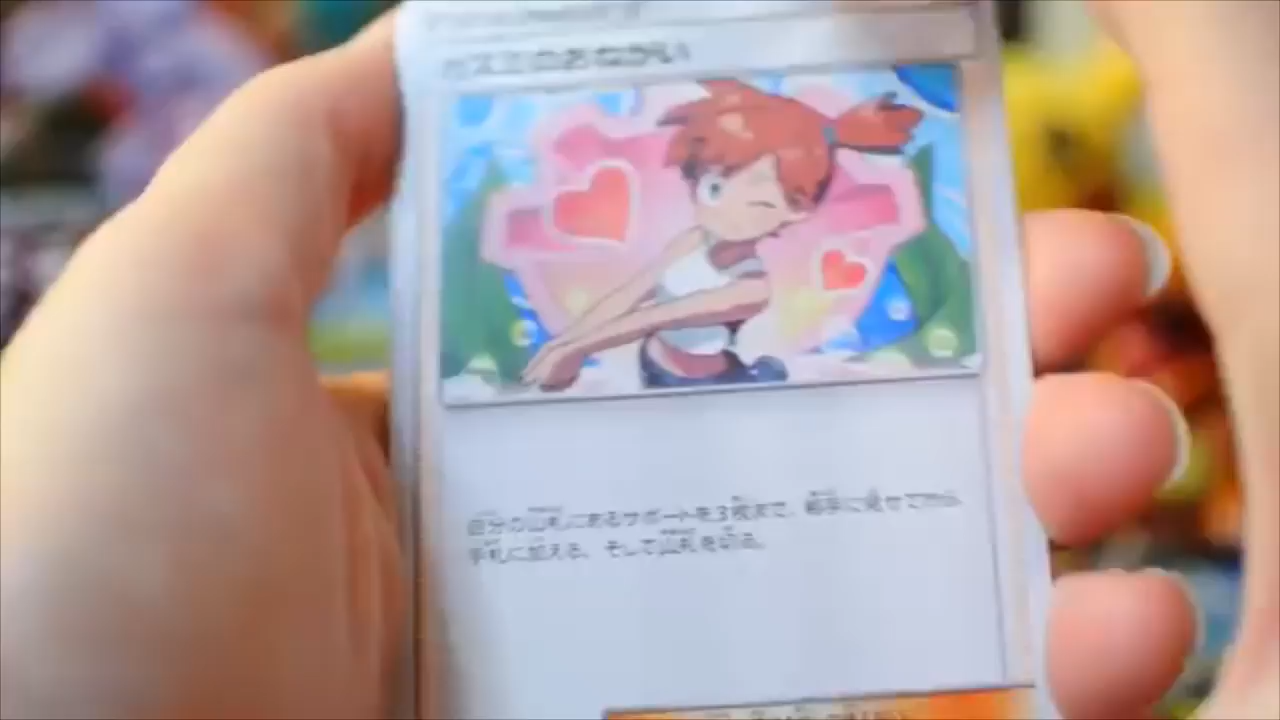 カスミのおねがい
自分の山札にあるサポートを3枚まで、相手に見せてから、
手札に加える。そして山札を切る。